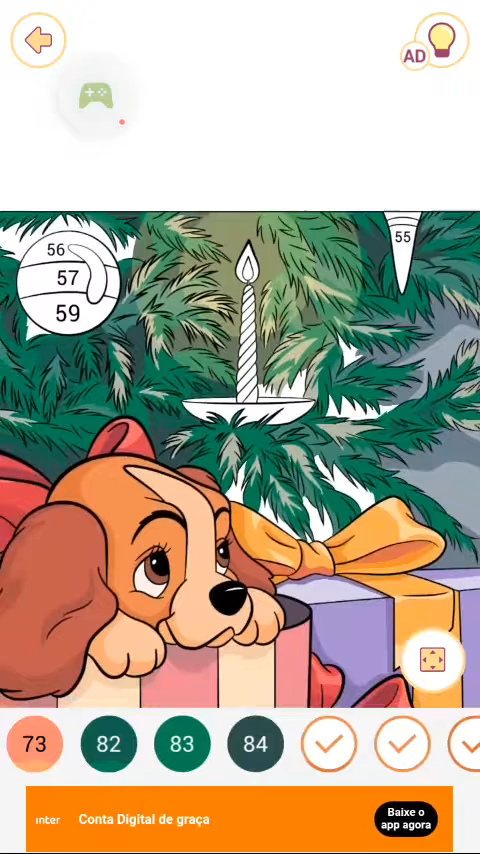 AD
55
56
57
59
73 82 83 84
inter Conta Digital de graça
Baixe o
app agora